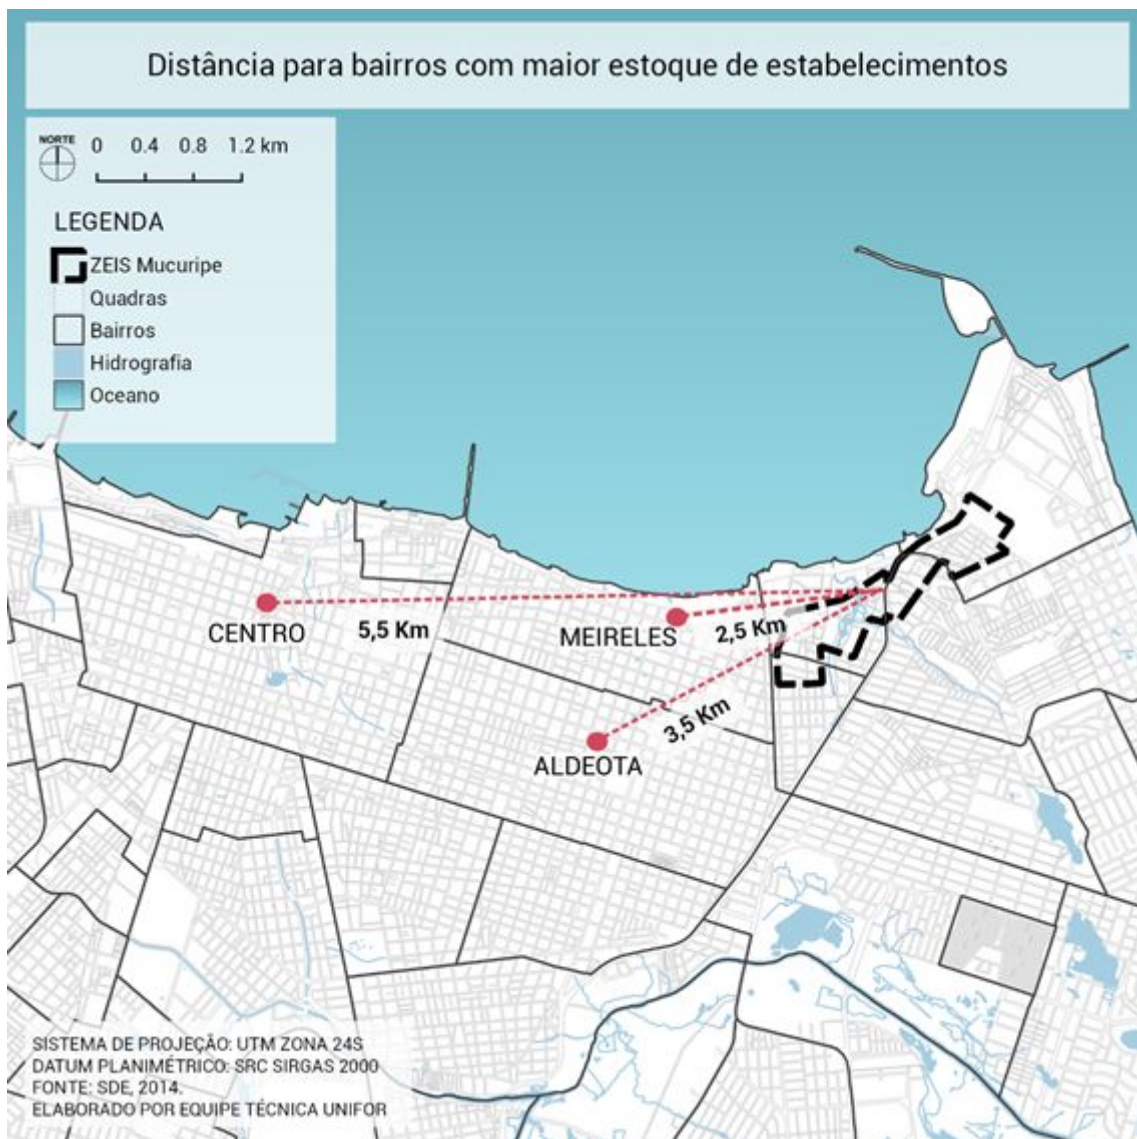 Distância para bairros com maior estoque de estabelecimentos
NORTE
0 0.4 0.8 1.2 km
LEGENDA
ZEIS Mucuripe
Quadras
Bairros
Hidrografia
Oceano
CENTRO
5,5 Km
MEIRELES
2,5 Km
3,5 Km
ALDEOTA
SISTEMA DE PROJEÇÃO: UTM ZONA 24S
DATUM PLANIMÉTRICO: SRC SIRGAS 2000
FONTE: SDE, 2014.
ELABORADO POR EQUIPE TÉCNICA UNIFOR